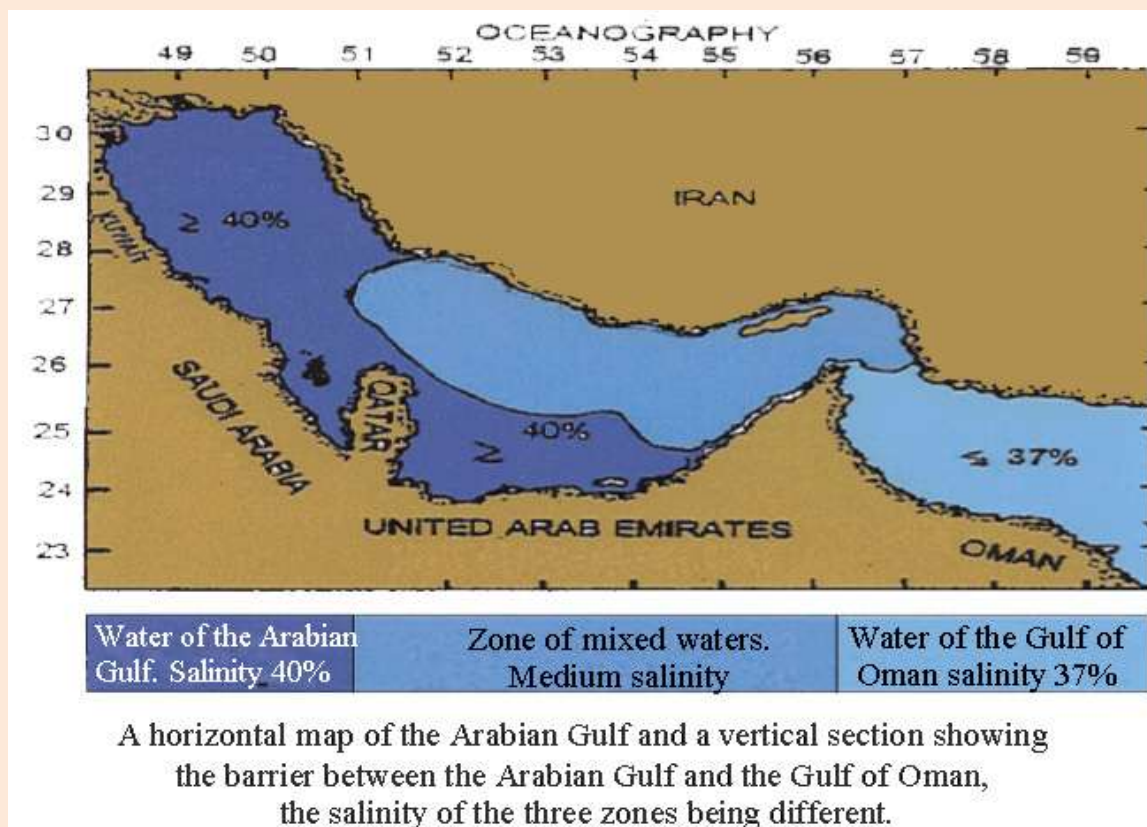 OCEANOGRAPHY
49 50 51 52 53 54 55 56 57 58 59
30
29
28
27
26
25
24
23
IRAN
≥ 40%
KUWAIT
SAUDI ARABIA
QATAR
40%
≥
≤ 37%
UNITED ARAB EMIRATES
OMAN
Water of the Arabian
Gulf. Salinity 40%
Zone of mixed waters.
Medium salinity
Water of the Gulf of
Oman salinity 37%
A horizontal map of the Arabian Gulf and a vertical section showing
the barrier between the Arabian Gulf and the Gulf of Oman,
the salinity of the three zones being different.